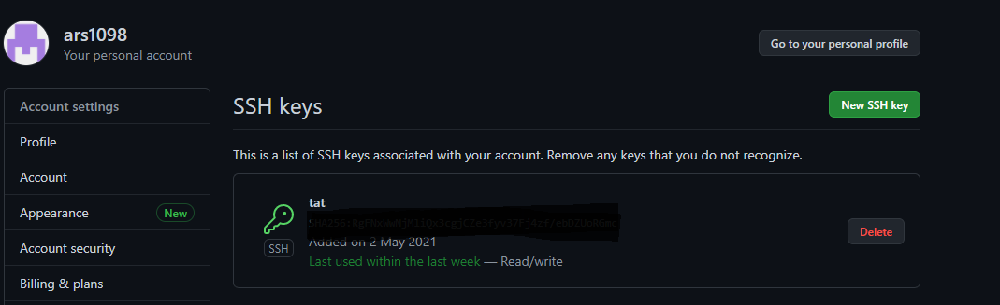 ars1098
Your personal account
Go to your personal profile
Account settings
Profile
Account
Appearance New
Account security
Billing & plans
SSH keys
New SSH key
This is a list of SSH keys associated with your account. Remove any keys that you do not recognize.
tat
SSH
Added on 2 May 2021
Last used within the last week — Read/write
Delete